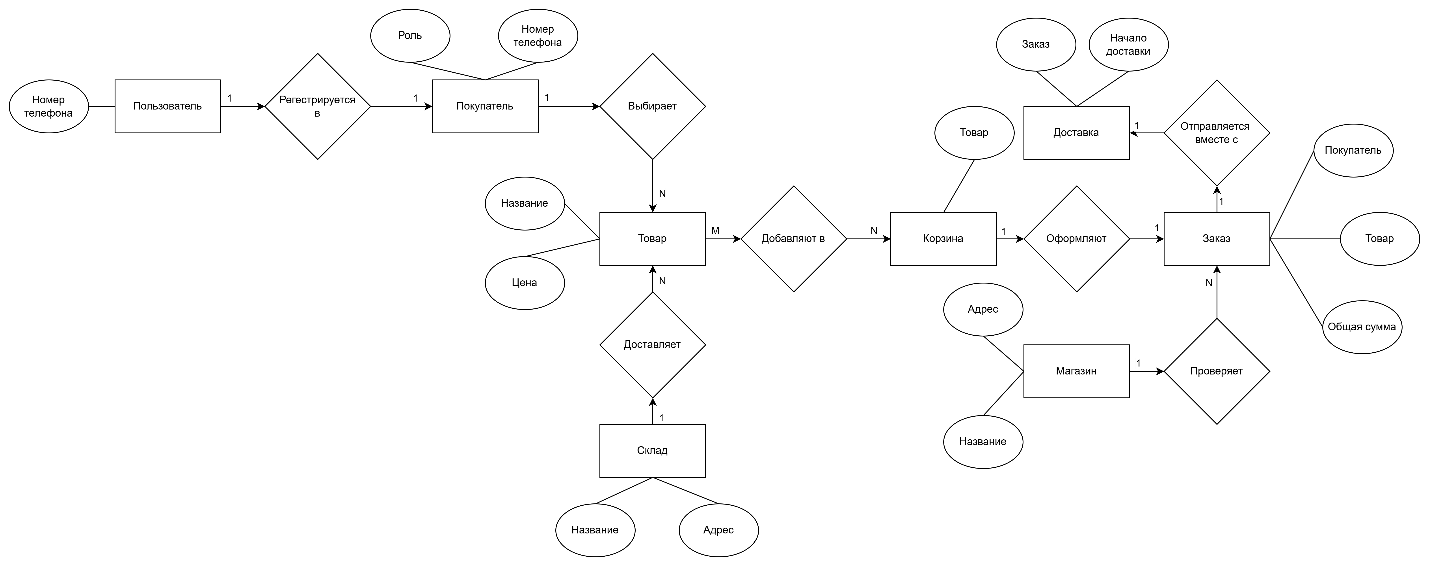 Роль
Номер
телефона
Номер
телефона
Пользователь
1
Регестрируется
в
1
Покупатель
1
Выбирает
N
Заказ
Начало
доставки
Товар
Доставка
1
Отправляется
вместе с
1
Покупатель
Название
Цена
Товар
M
Добавляют в
N
Корзина
1
Оформляют
1
Заказ
Товар
Общая сумма
N
Доставляет
1
Склад
Название
Адрес
Адрес
Название
Магазин
1
Проверяет
N